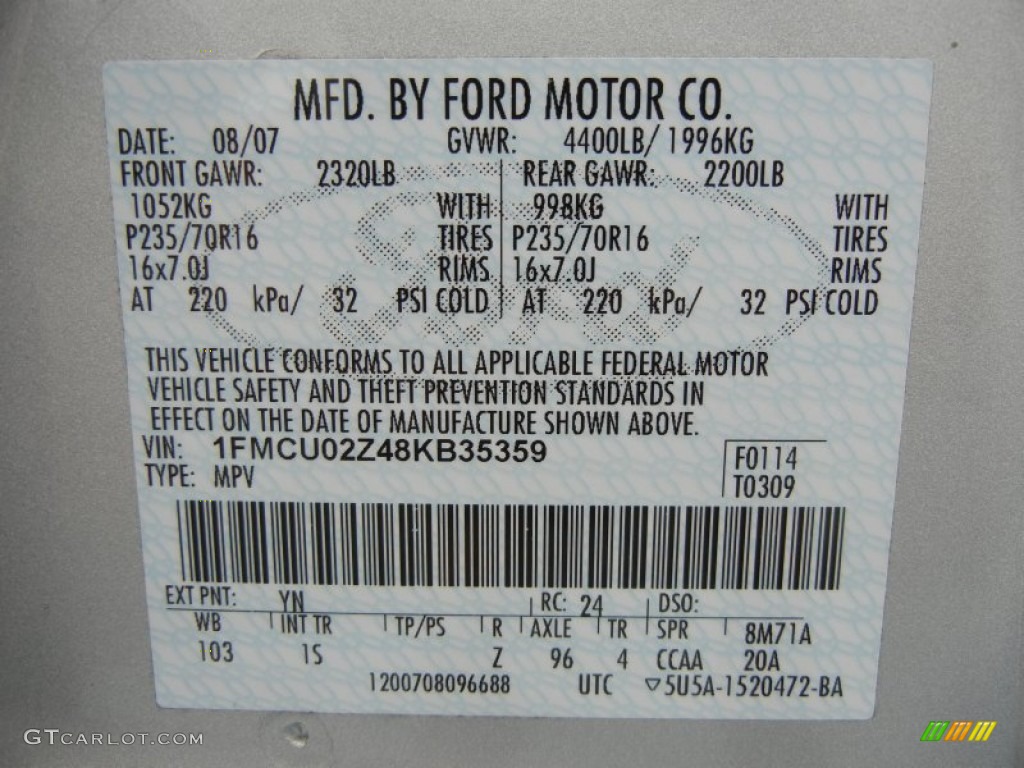 MFD. BY FORD MOTOR CO.
DATE: 08/07 GVWR: 4400LB/ 1996KG
FRONT GAWR: 2320LB REAR GAWR: 2200LB
1052KG WITH 998KG WITH
P235/70R16 TIRES P235/70R16 TIRES
16x7.0J RIMS 16x7.0J RIMS
AT 220 kPa/ 32 PSI COLD AT 220 kPa/ 32 PSI COLD
THIS VEHICLE CONFORMS TO ALL APPLICABLE FEDERAL MOTOR
VEHICLE SAFETY AND THEFT PREVENTION STANDARDS IN
EFFECT ON THE DATE OF MANUFACTURE SHOWN ABOVE.
VIN: 1FMCU02Z48KB35359
TYPE: MPV
F0114
T0309
EXT PNT: YN RC: 24 DSO:
WB INT TR TP/PS R AXLE TR SPR 8M71A
103 1S Z 96 4 CCAA 20A
1200708096688 UTC ▽5U5A-1520472-BA
GTCARLOT.COM